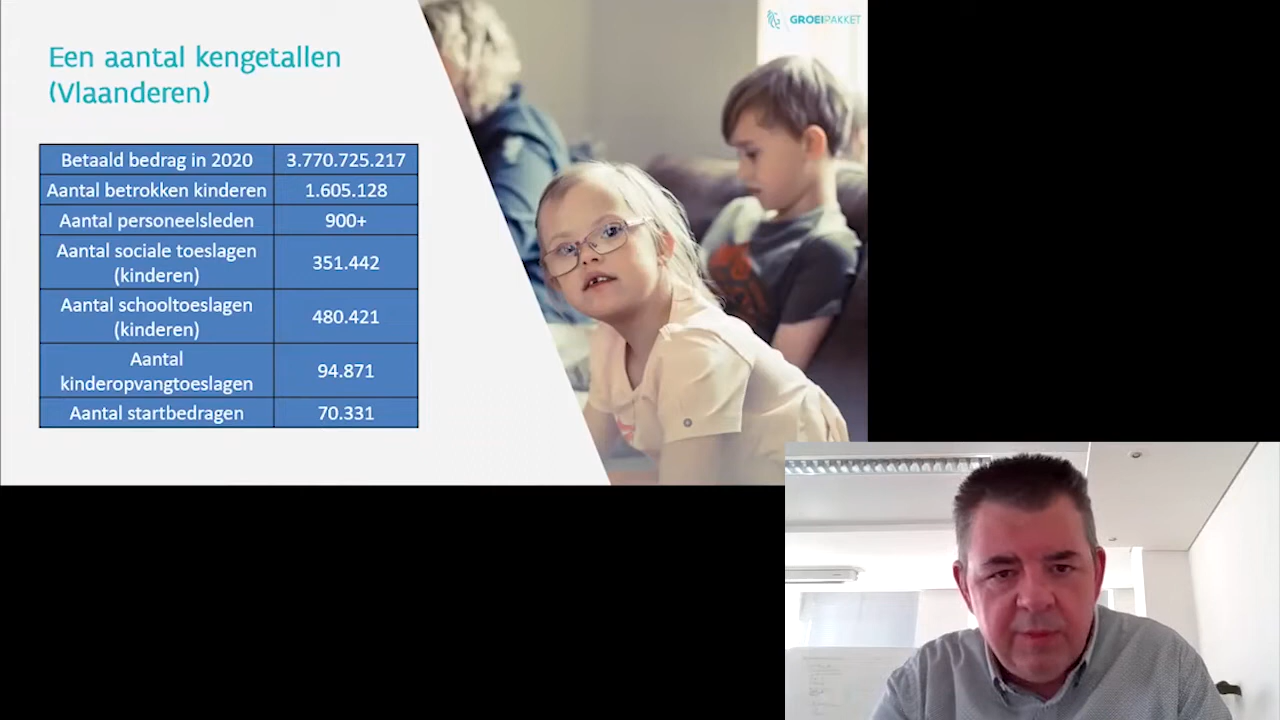 GROEIPAKKET
Een aantal kengetallen
(Vlaanderen)
Betaald bedrag in 2020 3.770.725.217
Aantal betrokken kinderen 1.605.128
Aantal personeelsleden 900+
Aantal sociale toeslagen
(kinderen) 351.442
Aantal schooltoeslagen
(kinderen) 480.421
Aantal
kinderopvangtoeslagen 94.871
Aantal startbedragen 70.331